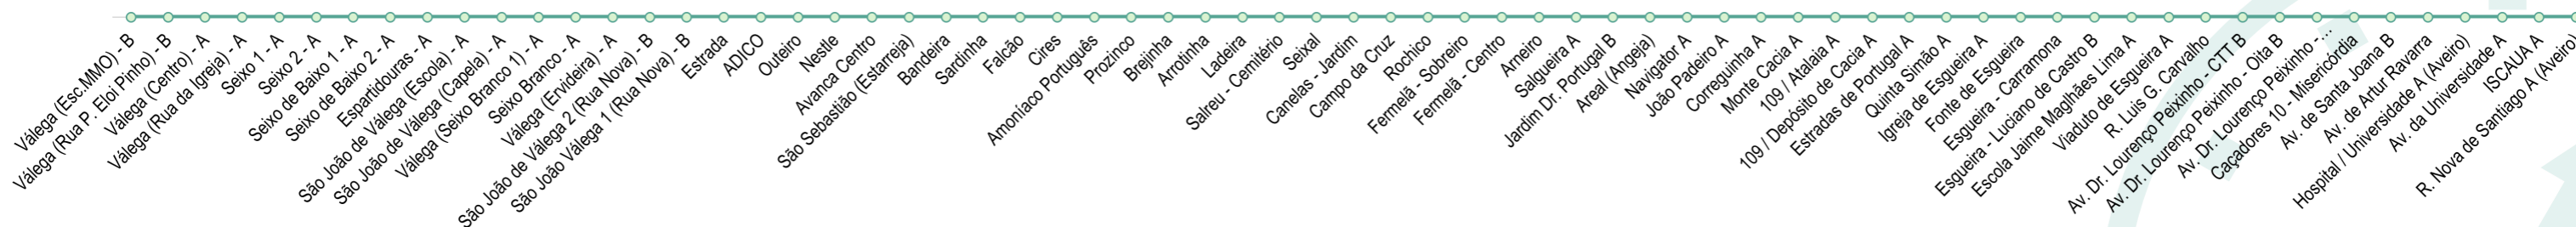 Válega (Esc.MMO) - B
Válega (Rua P. Eloi Pinho) - B
Válega (Centro) - A
Válega (Rua da Igreja) - A
Seixo 1 - A
Seixo 2 - A
Seixo de Baixo 1 - A
Seixo de Baixo 2 - A
Espartidouras - A
São João de Válega (Escola) - A
São João de Válega (Capela) - A
Válega (Seixo Branco 1) - A
Seixo Branco - A
Válega (Ervideira) - A
São João de Válega 2 (Rua Nova) - B
São João Válega 1 (Rua Nova) - B
Estrada
ADICO
Outeiro
Nestle
Avanca Centro
São Sebastião (Estarreja)
Bandeira
Sardinha
Falcão
Cires
Amoníaco Português
Prozinco
Brejinha
Arrotinha
Ladeira
Salreu - Cemitério
Seixal
Canelas - Jardim
Campo da Cruz
Rochico
Fermelã - Sobreiro
Fermelã - Centro
Arneiro
Salgueira A
Jardim Dr. Portugal B
Areal (Angeja)
Navigator A
João Padeiro A
Correguinha A
Monte Cacia A
109 / Atalaia A
109 / Depósito de Cacia A
Estradas de Portugal A
Quinta Simão A
Igreja de Esgueira A
Fonte de Esgueira
Esgueira - Carramona
Esgueira - Luciano de Castro B
Escola Jaime Maghães Lima A
Viaduto de Esgueira A
R. Luis G. Carvalho
Av. Dr. Lourenço Peixinho - CTT B
Av. Dr. Lourenço Peixinho - Oita B
Av. Dr. Lourenço Peixinho -…
Caçadores 10 - Misericórdia
Av. de Santa Joana B
Av. de Artur Ravarra
Hospital / Universidade A (Aveiro)
Av. da Universidade A
ISCAUA A
R. Nova de Santiago A (Aveiro)